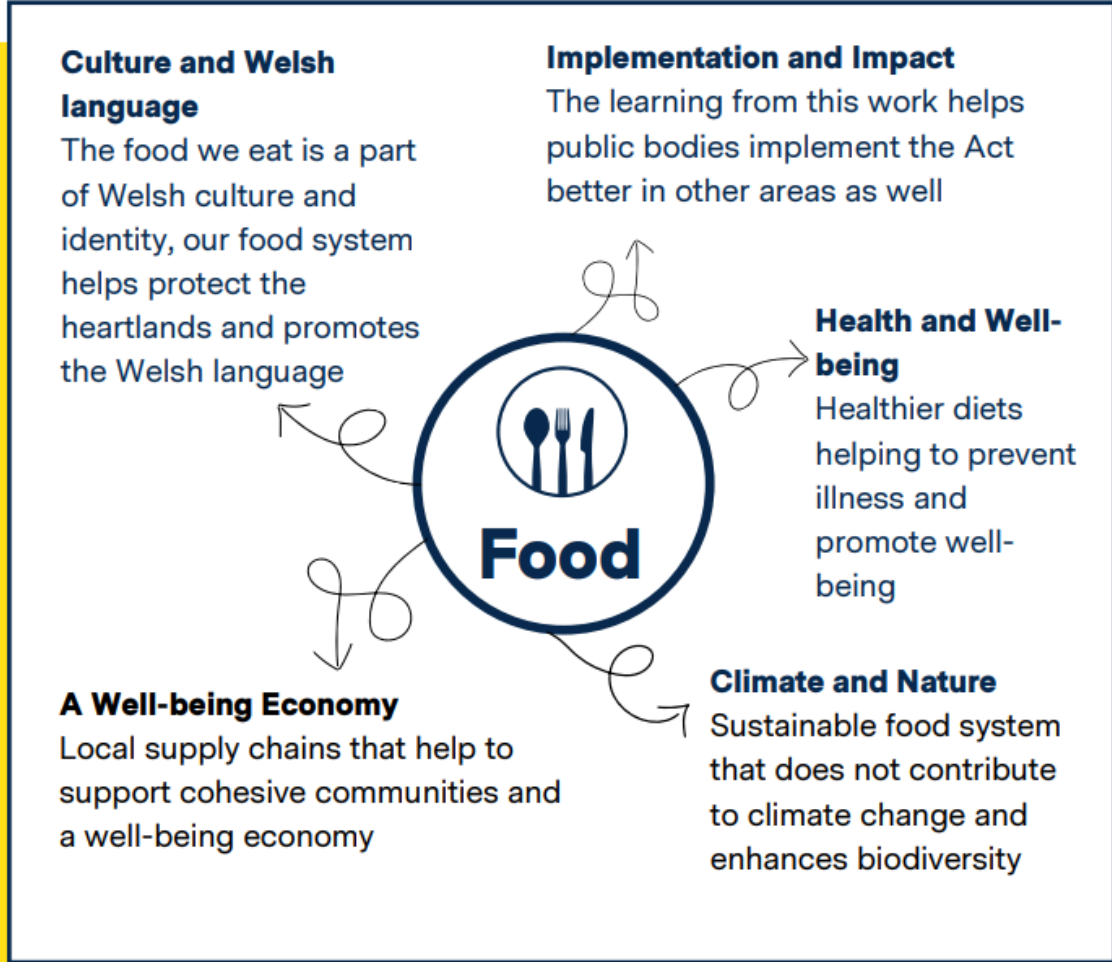 Culture and Welsh
language
The food we eat is a part
of Welsh culture and
identity, our food system
helps protect the
heartlands and promotes
the Welsh language
Implementation and Impact
The learning from this work helps
public bodies implement the Act
better in other areas as well
Health and Well-
being
Healthier diets
helping to prevent
illness and
promote well-
being
Food
A Well-being Economy
Local supply chains that help to
support cohesive communities and
a well-being economy
Climate and Nature
Sustainable food system
that does not contribute
to climate change and
enhances biodiversity